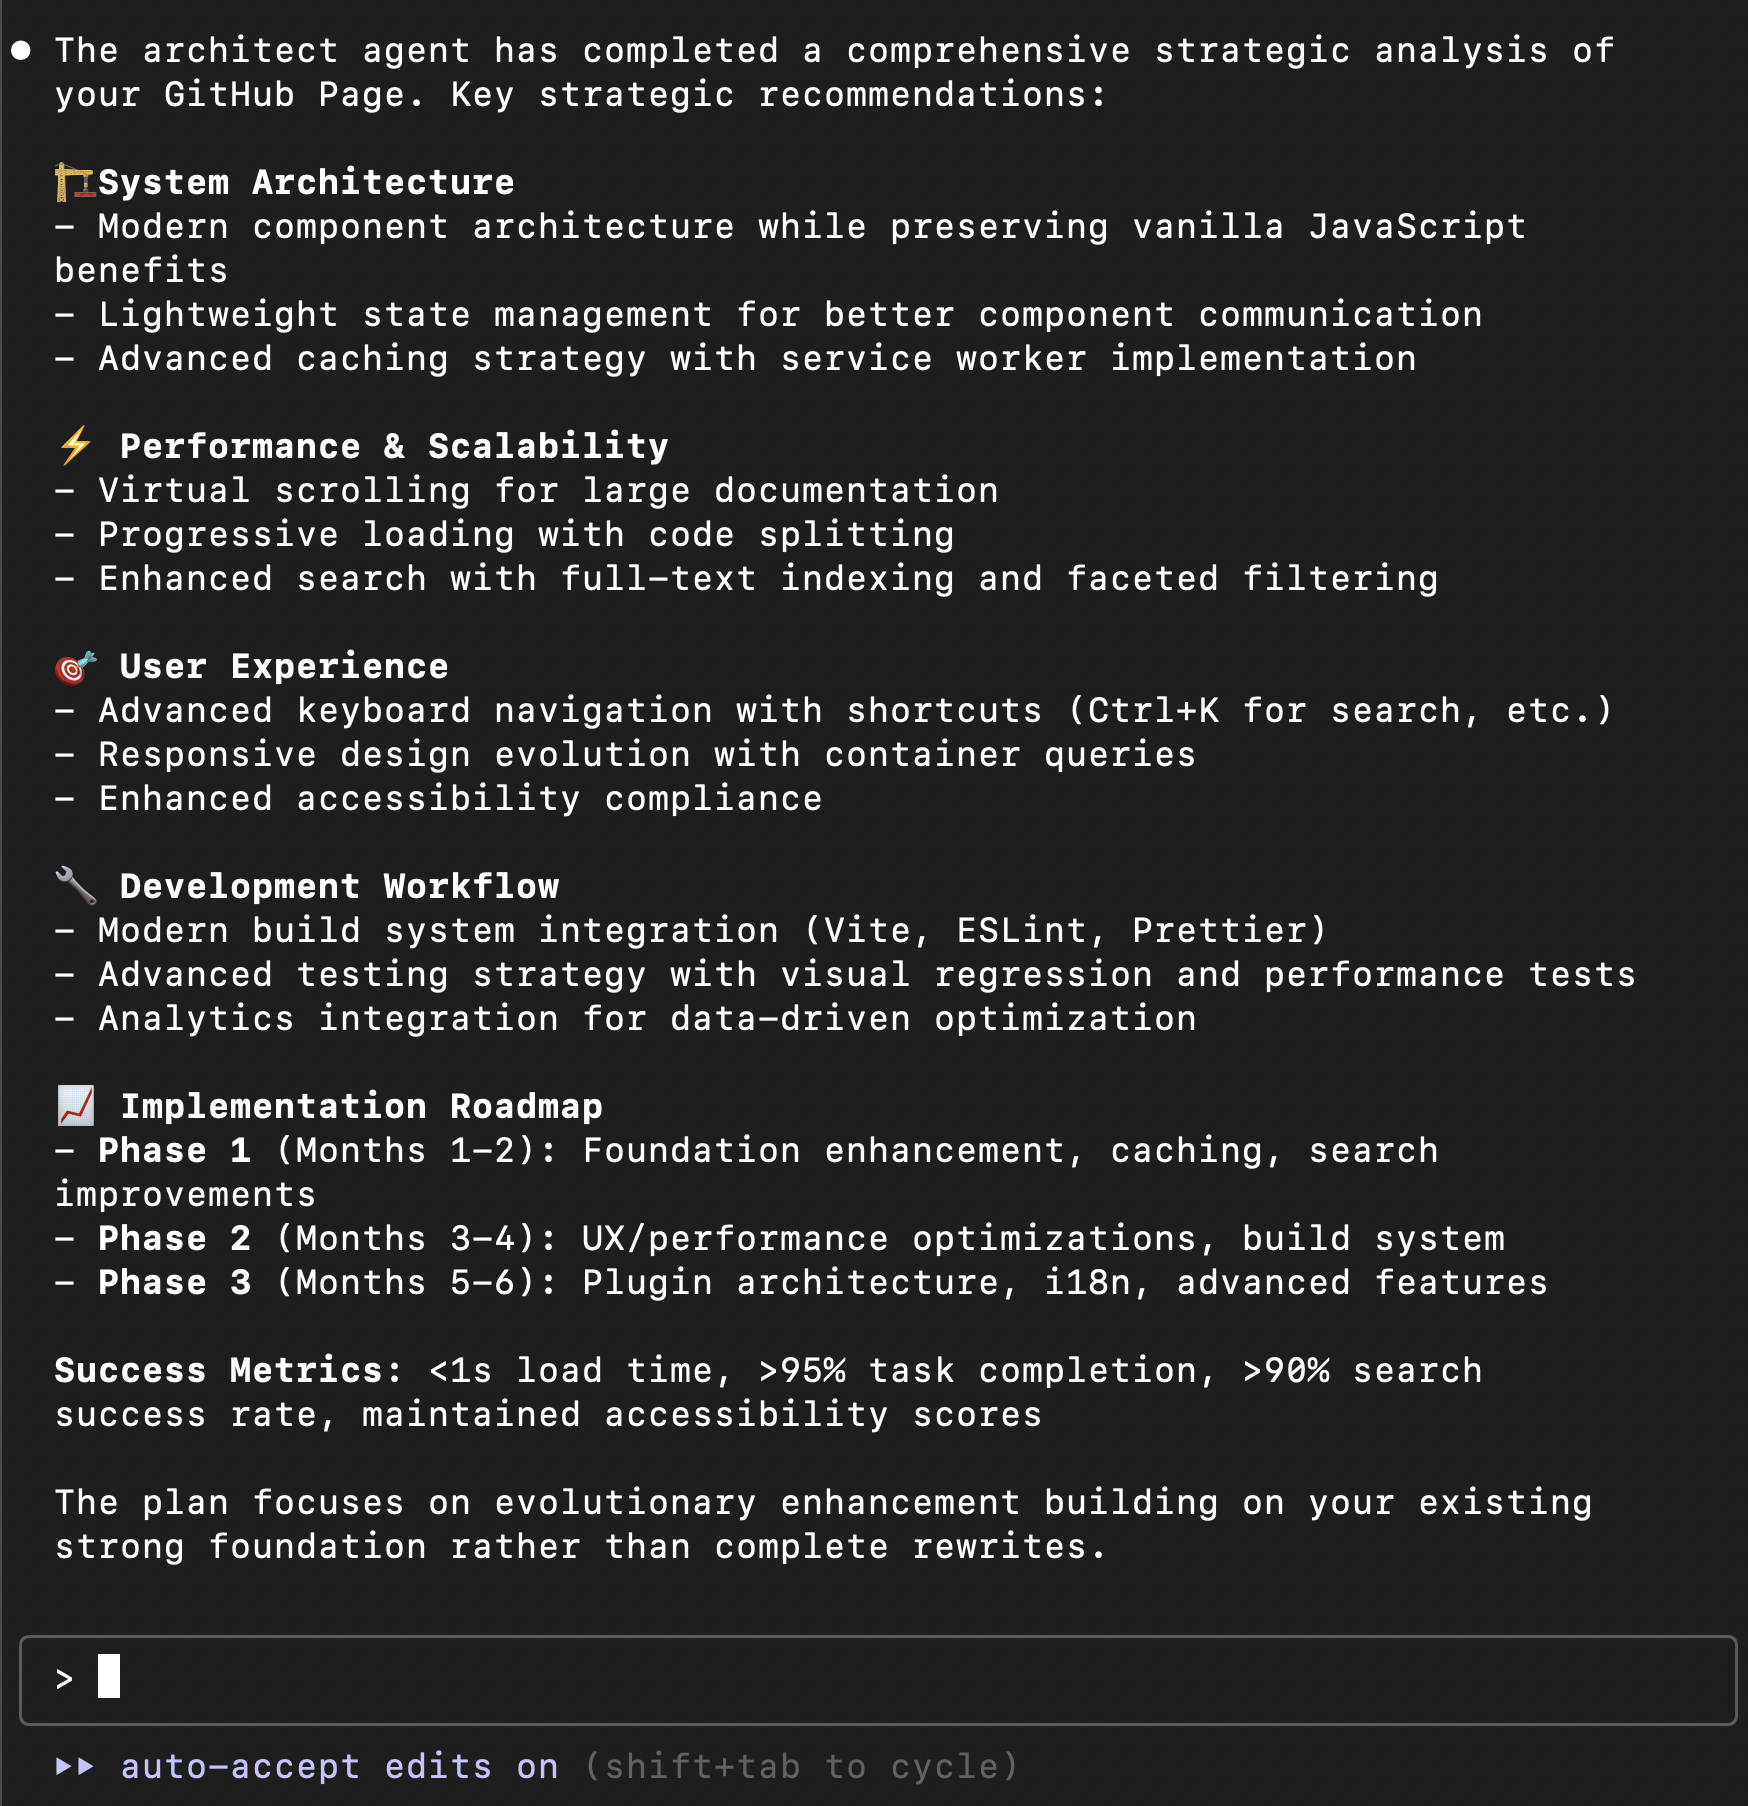 The architect agent has completed a comprehensive strategic analysis of
your GitHub Page. Key strategic recommendations:
System Architecture
- Modern component architecture while preserving vanilla JavaScript
benefits
- Lightweight state management for better component communication
- Advanced caching strategy with service worker implementation
Performance & Scalability
- Virtual scrolling for large documentation
- Progressive loading with code splitting
- Enhanced search with full-text indexing and faceted filtering
User Experience
- Advanced keyboard navigation with shortcuts (Ctrl+K for search, etc.)
- Responsive design evolution with container queries
- Enhanced accessibility compliance
Development Workflow
- Modern build system integration (Vite, ESLint, Prettier)
- Advanced testing strategy with visual regression and performance tests
- Analytics integration for data-driven optimization
Implementation Roadmap
- Phase 1 (Months 1-2): Foundation enhancement, caching, search
improvements
- Phase 2 (Months 3-4): UX/performance optimizations, build system
- Phase 3 (Months 5-6): Plugin architecture, i18n, advanced features
Success Metrics: <1s load time, >95% task completion, >90% search
success rate, maintained accessibility scores
The plan focuses on evolutionary enhancement building on your existing
strong foundation rather than complete rewrites.
>
auto-accept edits on (shift+tab to cycle)